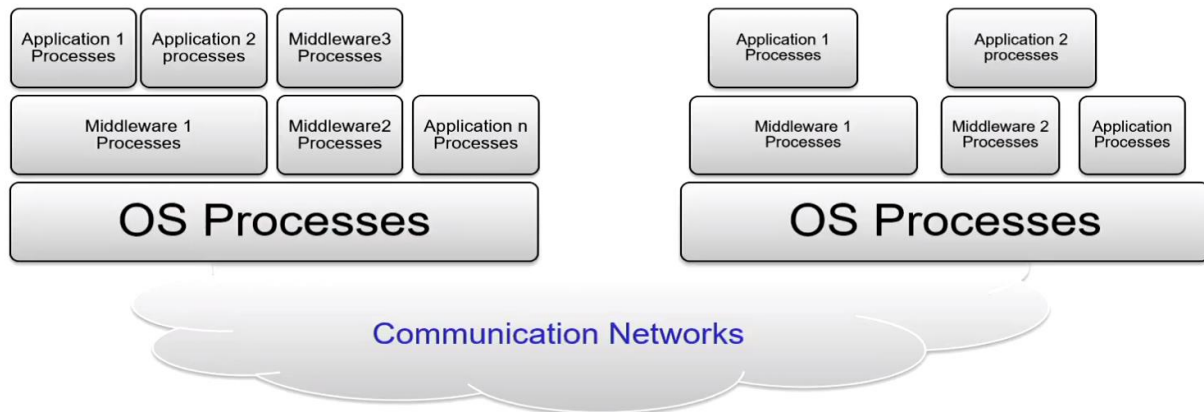 Application 1
Processes
Application 2
processes
Middleware3
Processes
Application 1
Processes
Application 2
processes
Middleware 1
Processes
Middleware2
Processes
Application n
Processes
Middleware 1
Processes
Middleware 2
Processes
Application
Processes
OS Processes
OS Processes
Communication Networks